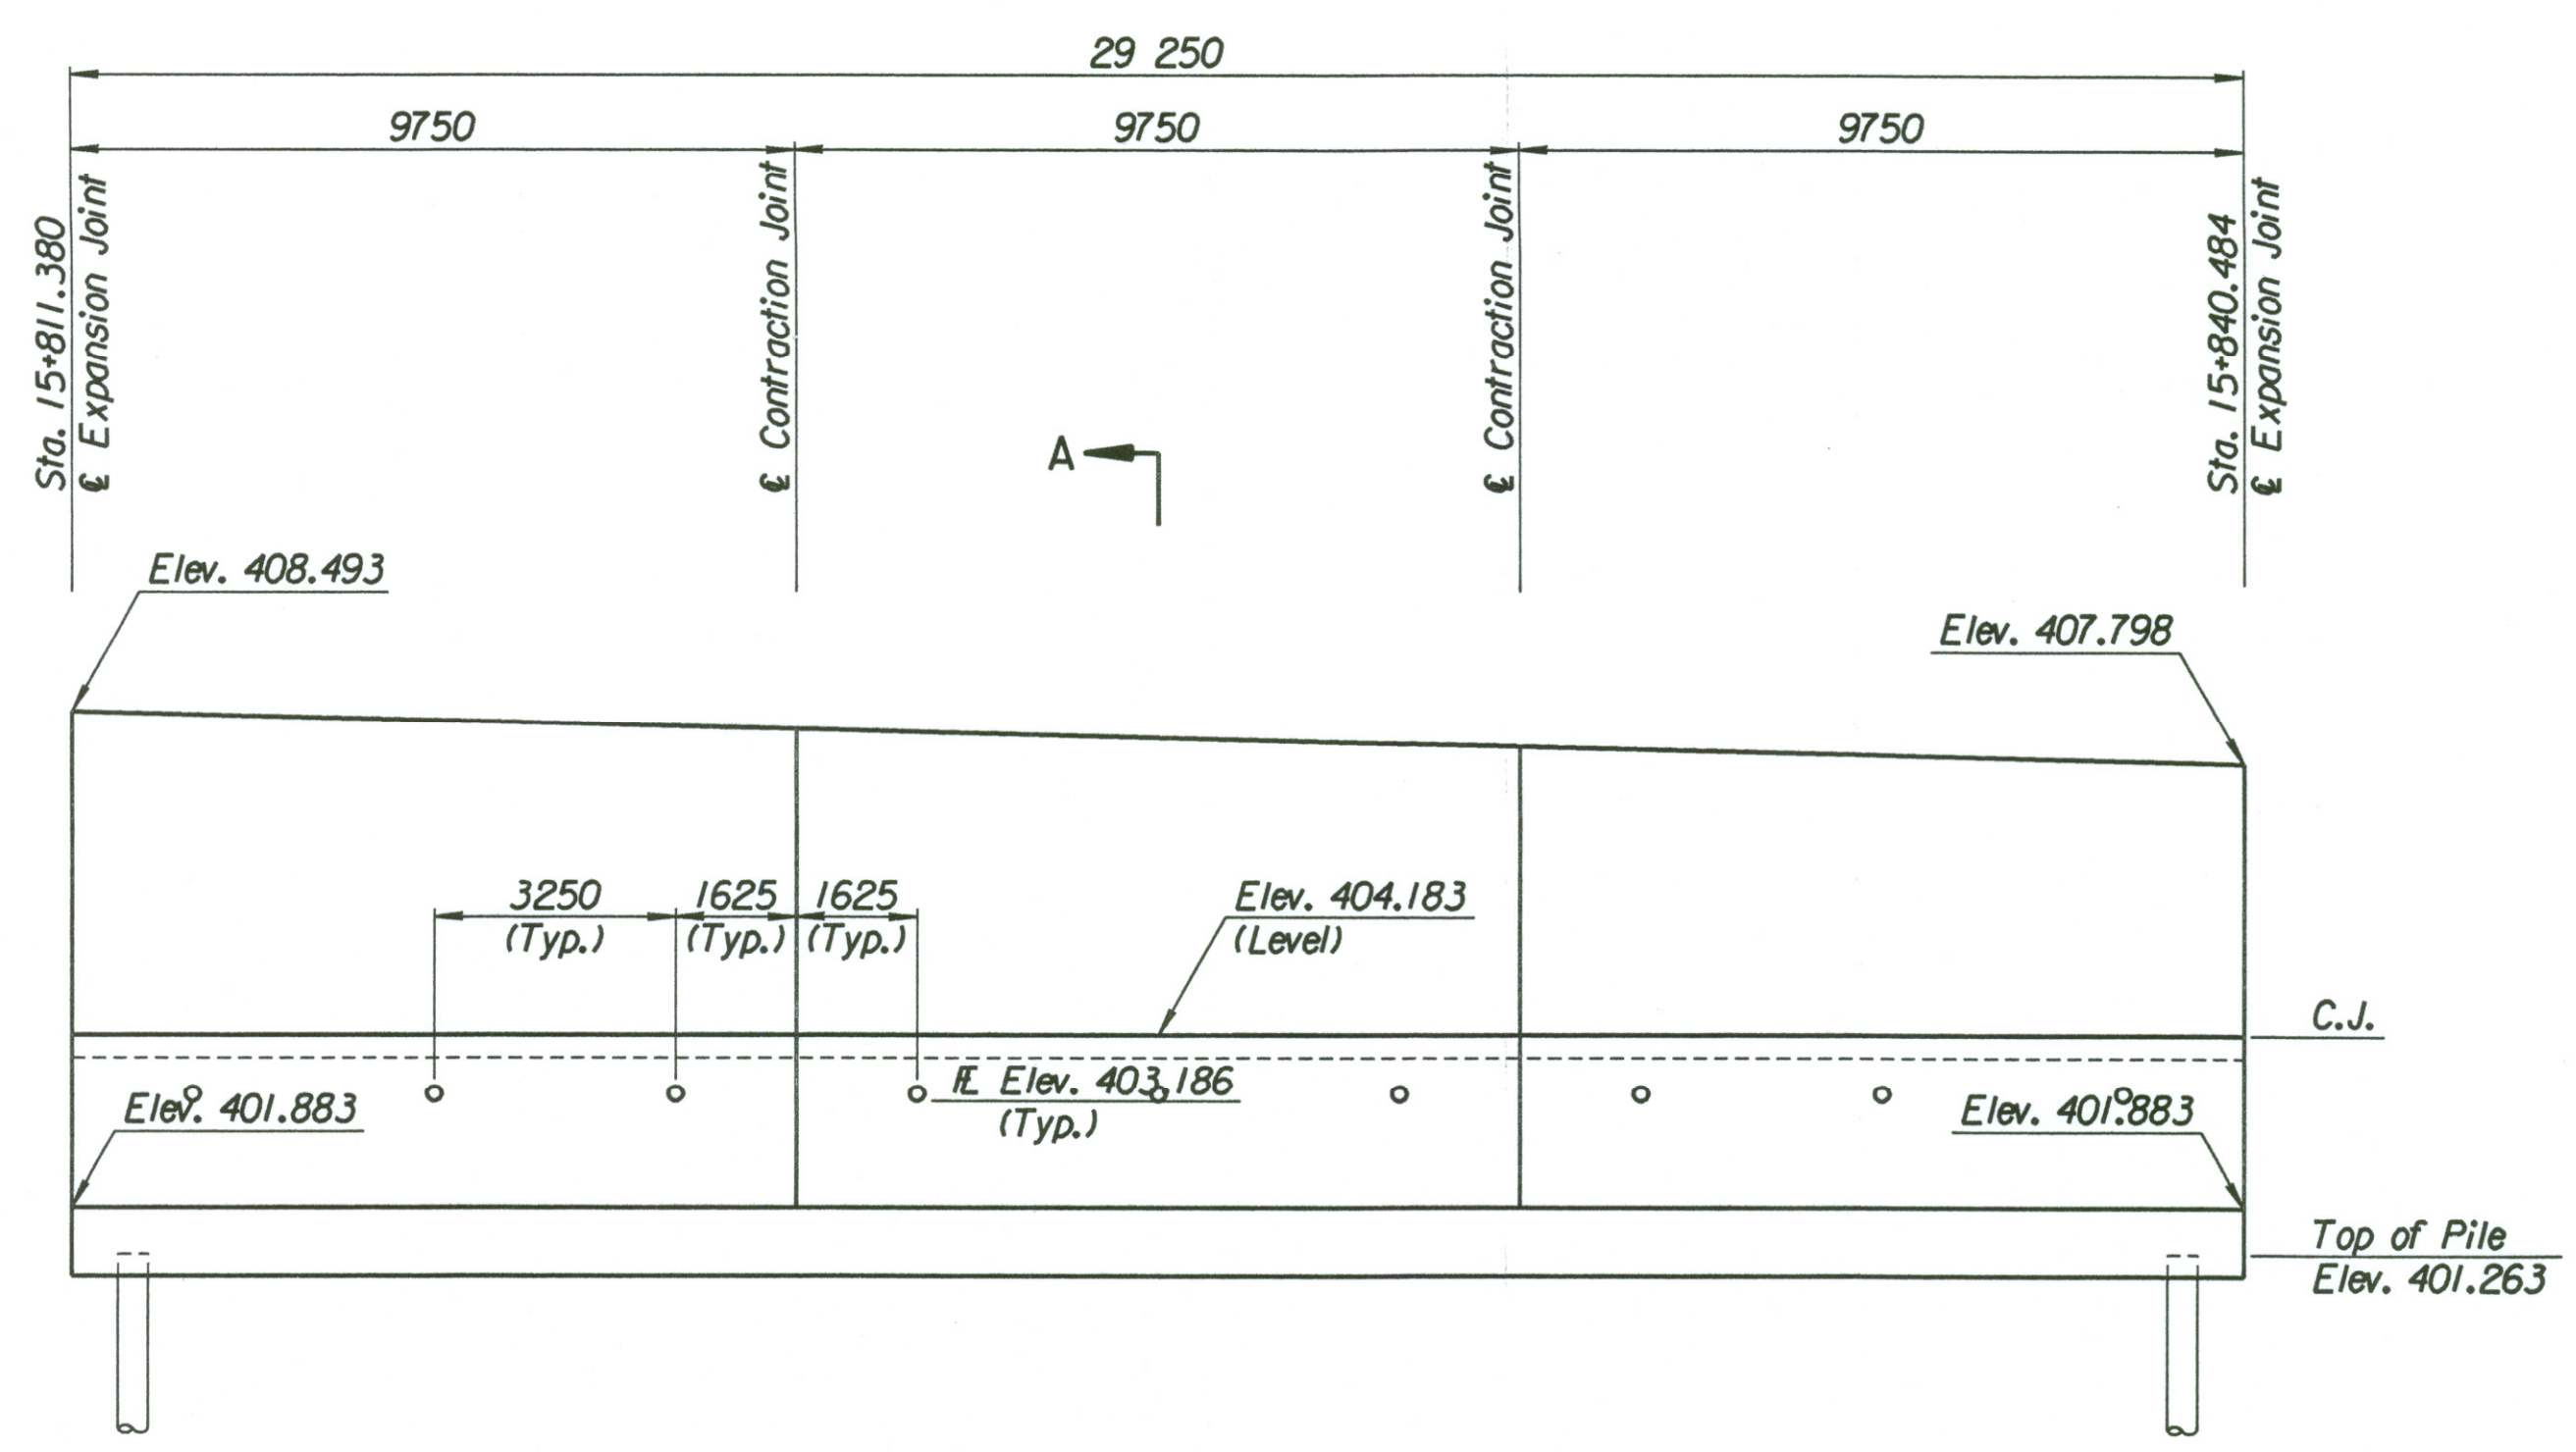 29 250
9750
9750
9750
Sta. 15+811.380
℄ Expansion Joint
℄ Contraction Joint
℄ Contraction Joint
Sta. 15+840.484
℄ Expansion Joint
A
Elev. 408.493
Elev. 407.798
3250
(Typ.)
1625
(Typ.)
1625
(Typ.)
Elev. 404.183
(Level)
C.J.
Elev. 403.186
(Typ.)
Elev. 401.883
Elev. 401.883
Top of Pile
Elev. 401.263